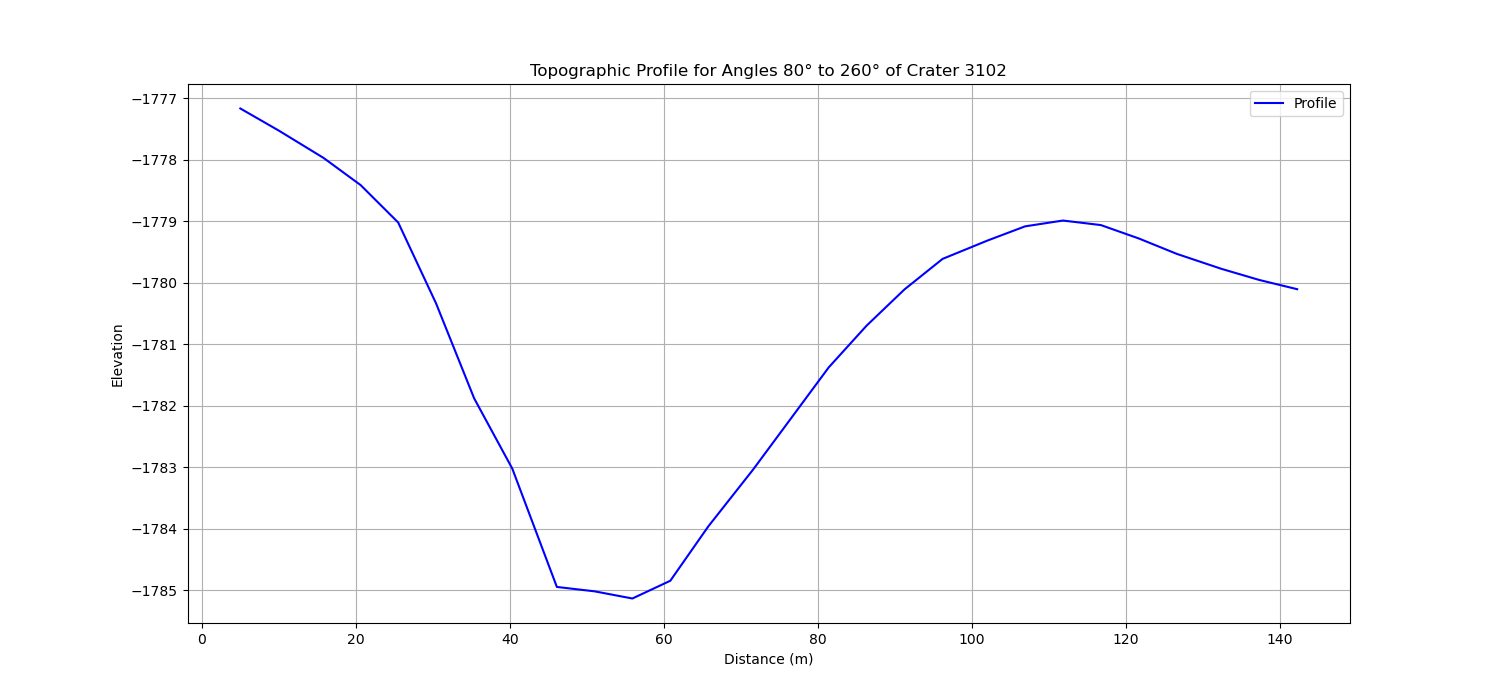 Topographic Profile for Angles 80° to 260° of Crater 3102
Profile
−1777
−1778
−1779
−1780
−1781
−1782
−1783
−1784
−1785
Elevation
0 20 40 60 80 100 120 140
Distance (m)